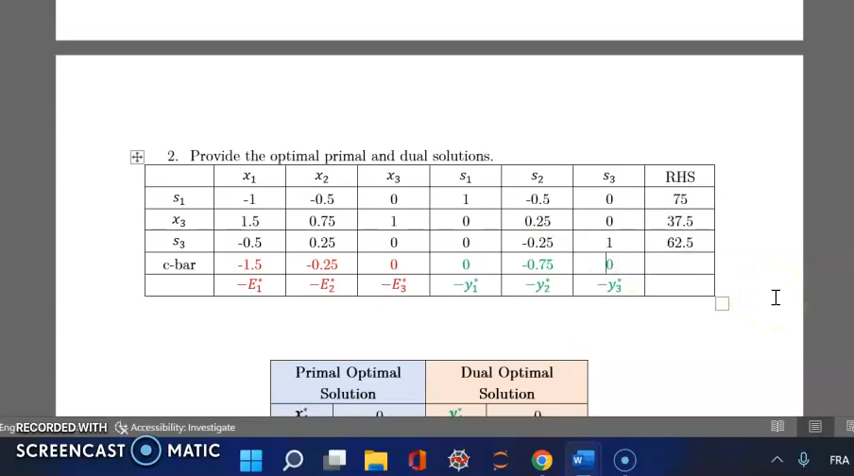 2. Provide the optimal primal and dual solutions.
x₁ x₂ x₃ s₁ s₂ s₃ RHS
s₁ -1 -0.5 0 1 -0.5 0 75
x₃ 1.5 0.75 1 0 0.25 0 37.5
s₃ -0.5 0.25 0 0 -0.25 1 62.5
c-bar -1.5 -0.25 0 0 -0.75 0
−E₁* −E₂* −E₃* −y₁* −y₂* −y₃*
Primal Optimal Solution
Dual Optimal Solution
Eng
RECORDED WITH
Accessibility: Investigate
SCREENCAST MATIC
FRA